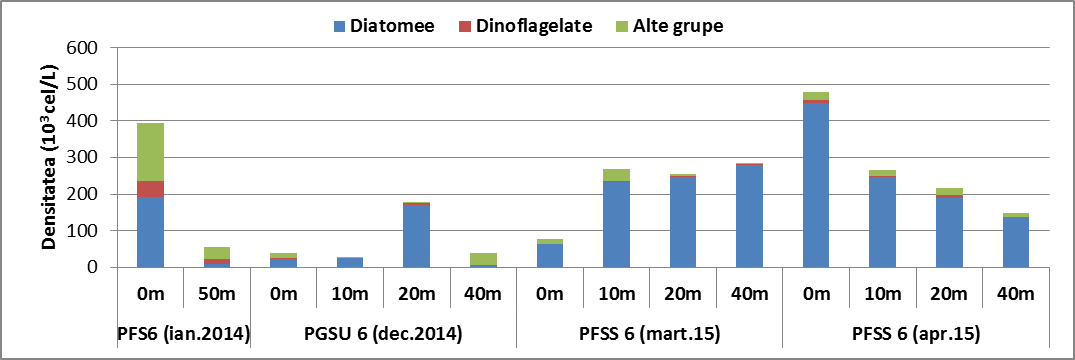 Diatomee Dinoflagelate Alte grupe
Densitatea (10³cel/L)
600
500
400
300
200
100
0
0m 50m 0m 10m 20m 40m 0m 10m 20m 40m 0m 10m 20m 40m
PFS6 (ian.2014) PGSU 6 (dec.2014) PFSS 6 (mart.15) PFSS 6 (apr.15)